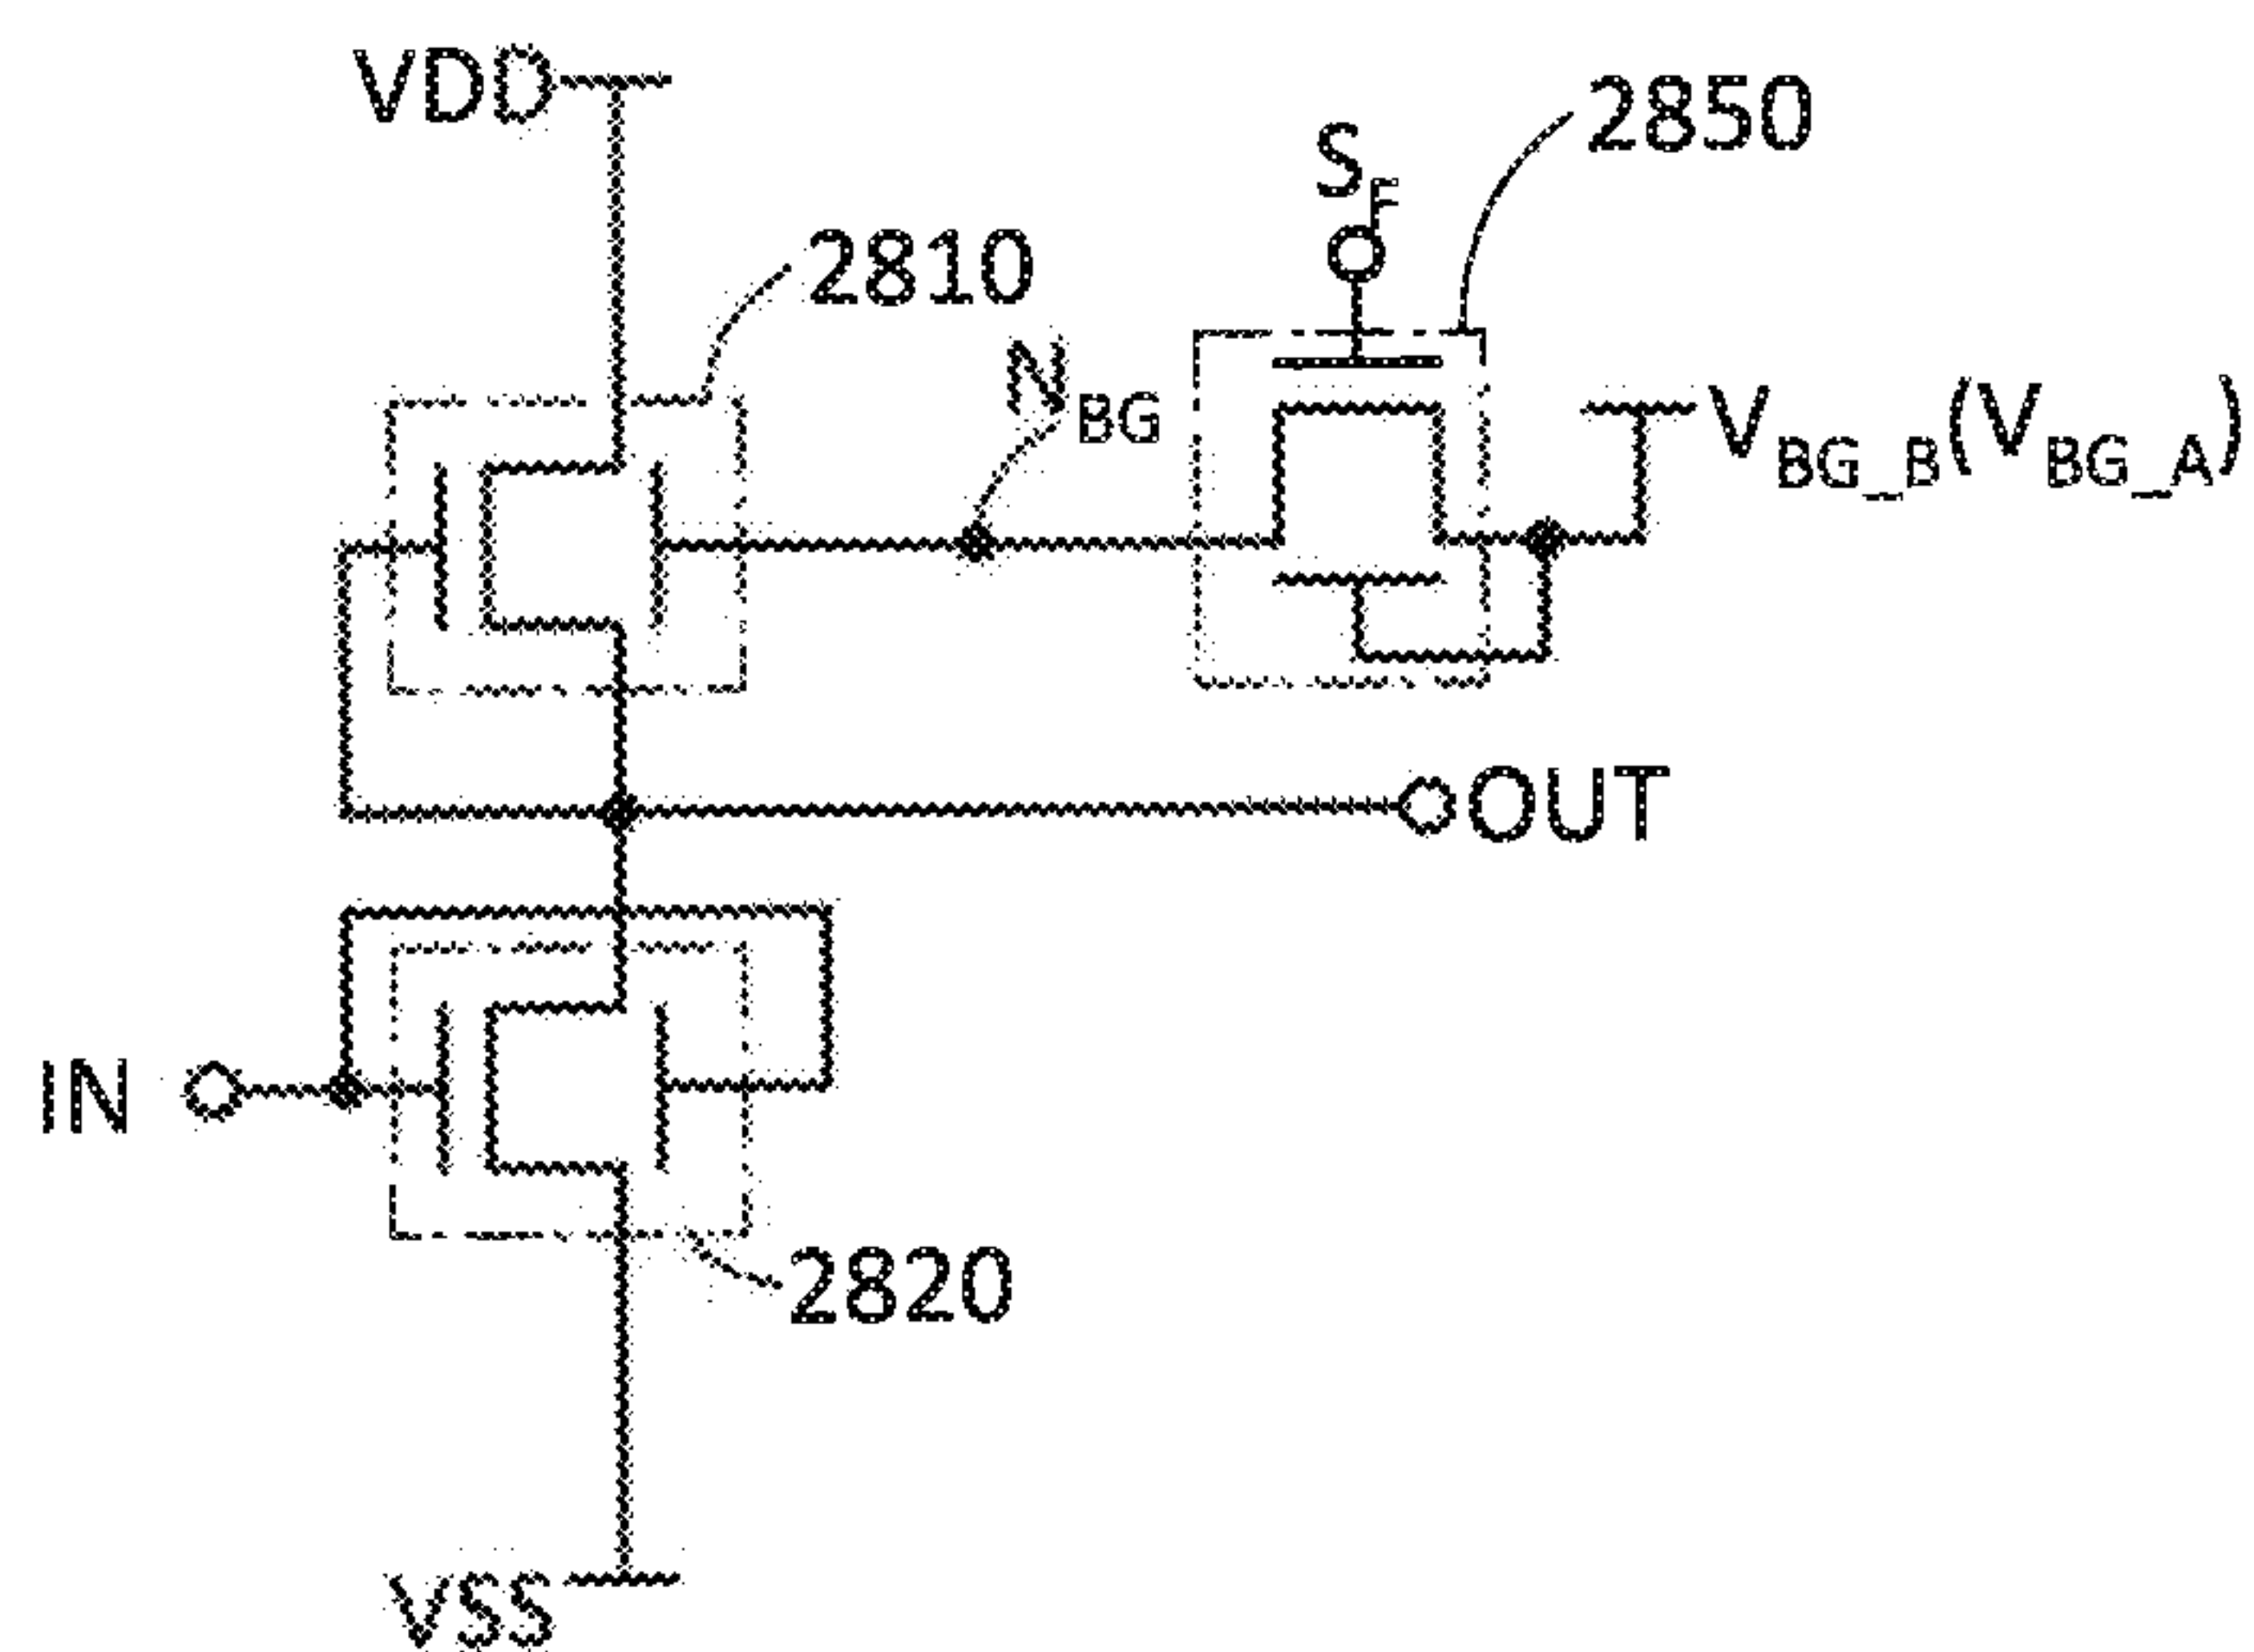 VDD
2850
S_F
2810
N_BG
V_BG_B(V_BG_A)
OUT
IN
2820
VSS